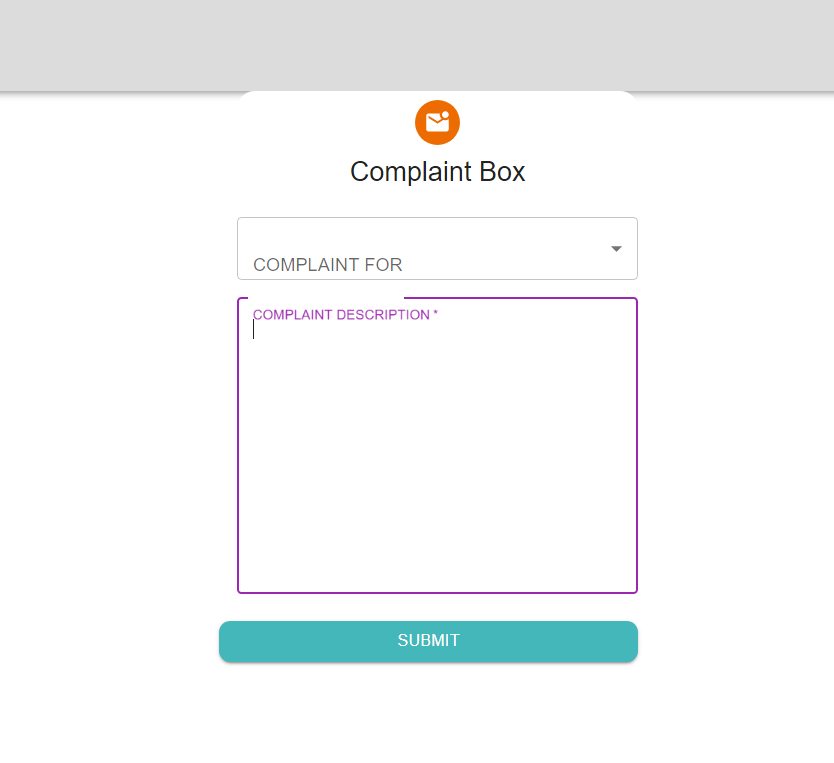 Complaint Box
COMPLAINT FOR
COMPLAINT DESCRIPTION *
SUBMIT